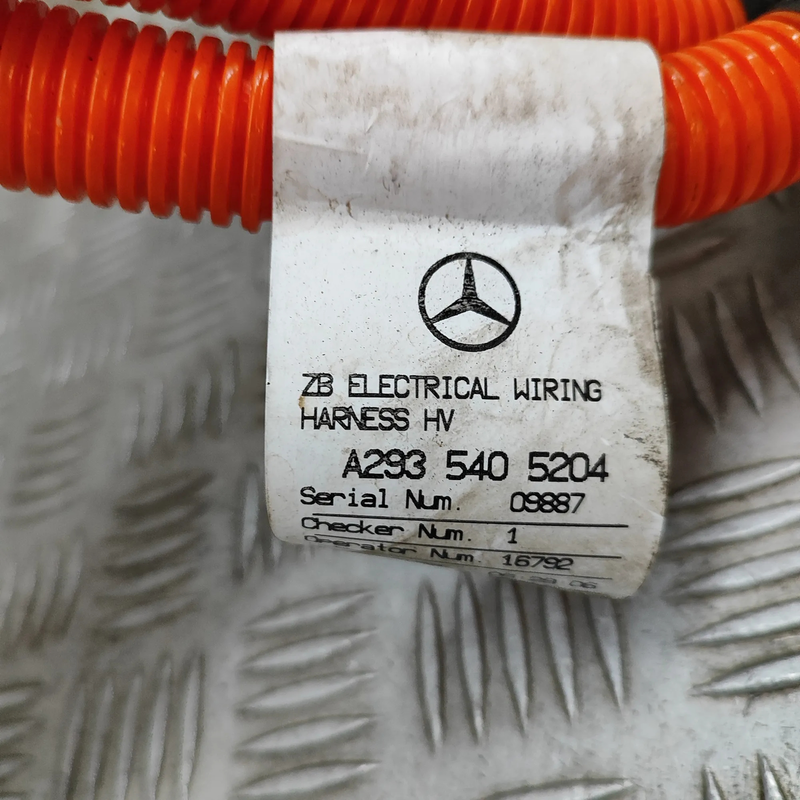 ZB ELECTRICAL WIRING
HARNESS HV
A293 540 5204
Serial Num. 09887
Checker Num. 1
Operator Num. 16792